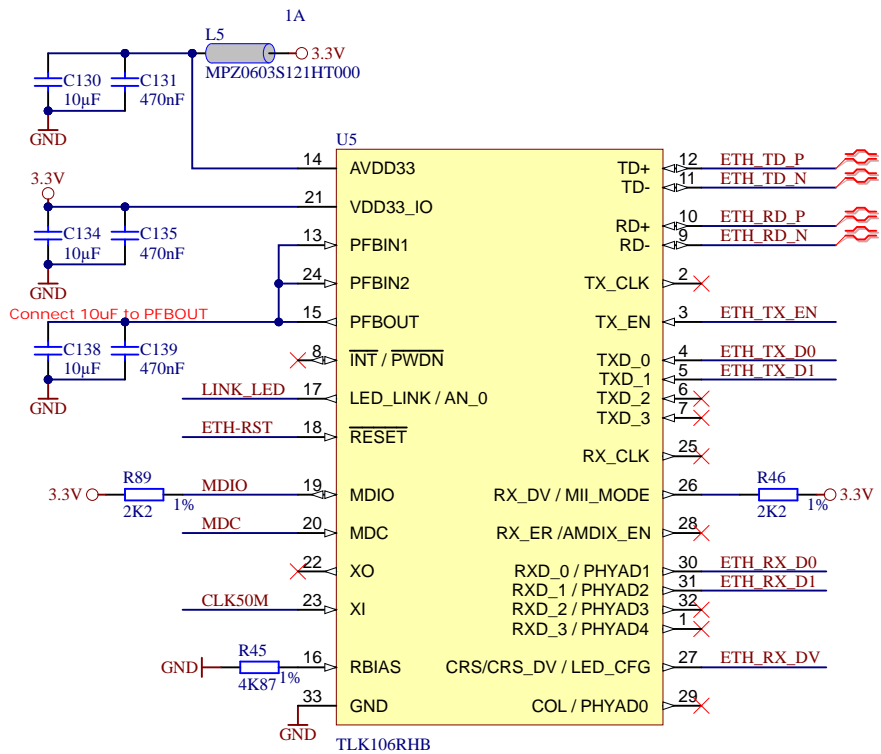 1A
L5
3.3V
MPZ0603S121HT000
C130
10µF
C131
470nF
GND
U5
14 AVDD33
3.3V
21 VDD33_IO
C134
10µF
C135
470nF
GND
13 PFBIN1
24 PFBIN2
Connect 10uF to PFBOUT
15 PFBOUT
C138
10µF
C139
470nF
GND
8 INT / PWDN
LINK_LED 17 LED_LINK / AN_0
ETH-RST 18 RESET
3.3V R89 MDIO 19 MDIO
2K2 1%
MDC 20 MDC
22 XO
CLK50M 23 XI
GND R45 16 RBIAS
4K87 1%
33 GND
GND
TD+ 12 ETH_TD_P
TD- 11 ETH_TD_N
RD+ 10 ETH_RD_P
RD- 9 ETH_RD_N
TX_CLK 2
TX_EN 3 ETH_TX_EN
TXD_0 4 ETH_TX_D0
TXD_1 5 ETH_TX_D1
TXD_2 6
TXD_3 7
RX_CLK 25
RX_DV / MII_MODE 26 R46 3.3V
2K2 1%
RX_ER /AMDIX_EN 28
RXD_0 / PHYAD1 30 ETH_RX_D0
RXD_1 / PHYAD2 31 ETH_RX_D1
RXD_2 / PHYAD3 32
RXD_3 / PHYAD4 1
CRS/CRS_DV / LED_CFG 27 ETH_RX_DV
COL / PHYAD0 29
TLK106RHB